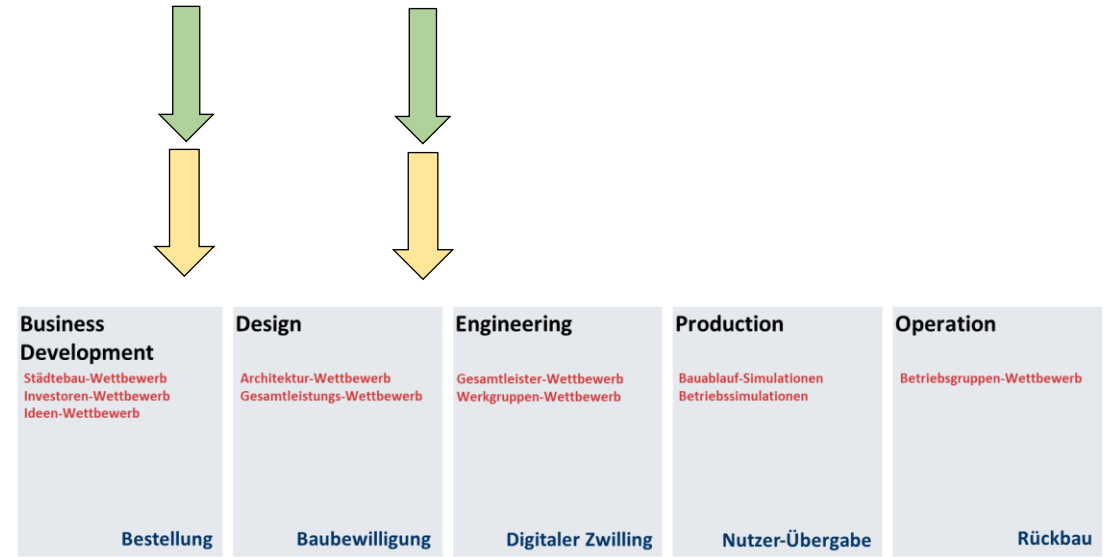 Business
Development
Städtebau-Wettbewerb
Investoren-Wettbewerb
Ideen-Wettbewerb
Bestellung
Design
Architektur-Wettbewerb
Gesamtleistungs-Wettbewerb
Baubewilligung
Engineering
Gesamtleister-Wettbewerb
Werkgruppen-Wettbewerb
Digitaler Zwilling
Production
Bauablauf-Simulationen
Betriebssimulationen
Nutzer-Übergabe
Operation
Betriebsgruppen-Wettbewerb
Rückbau